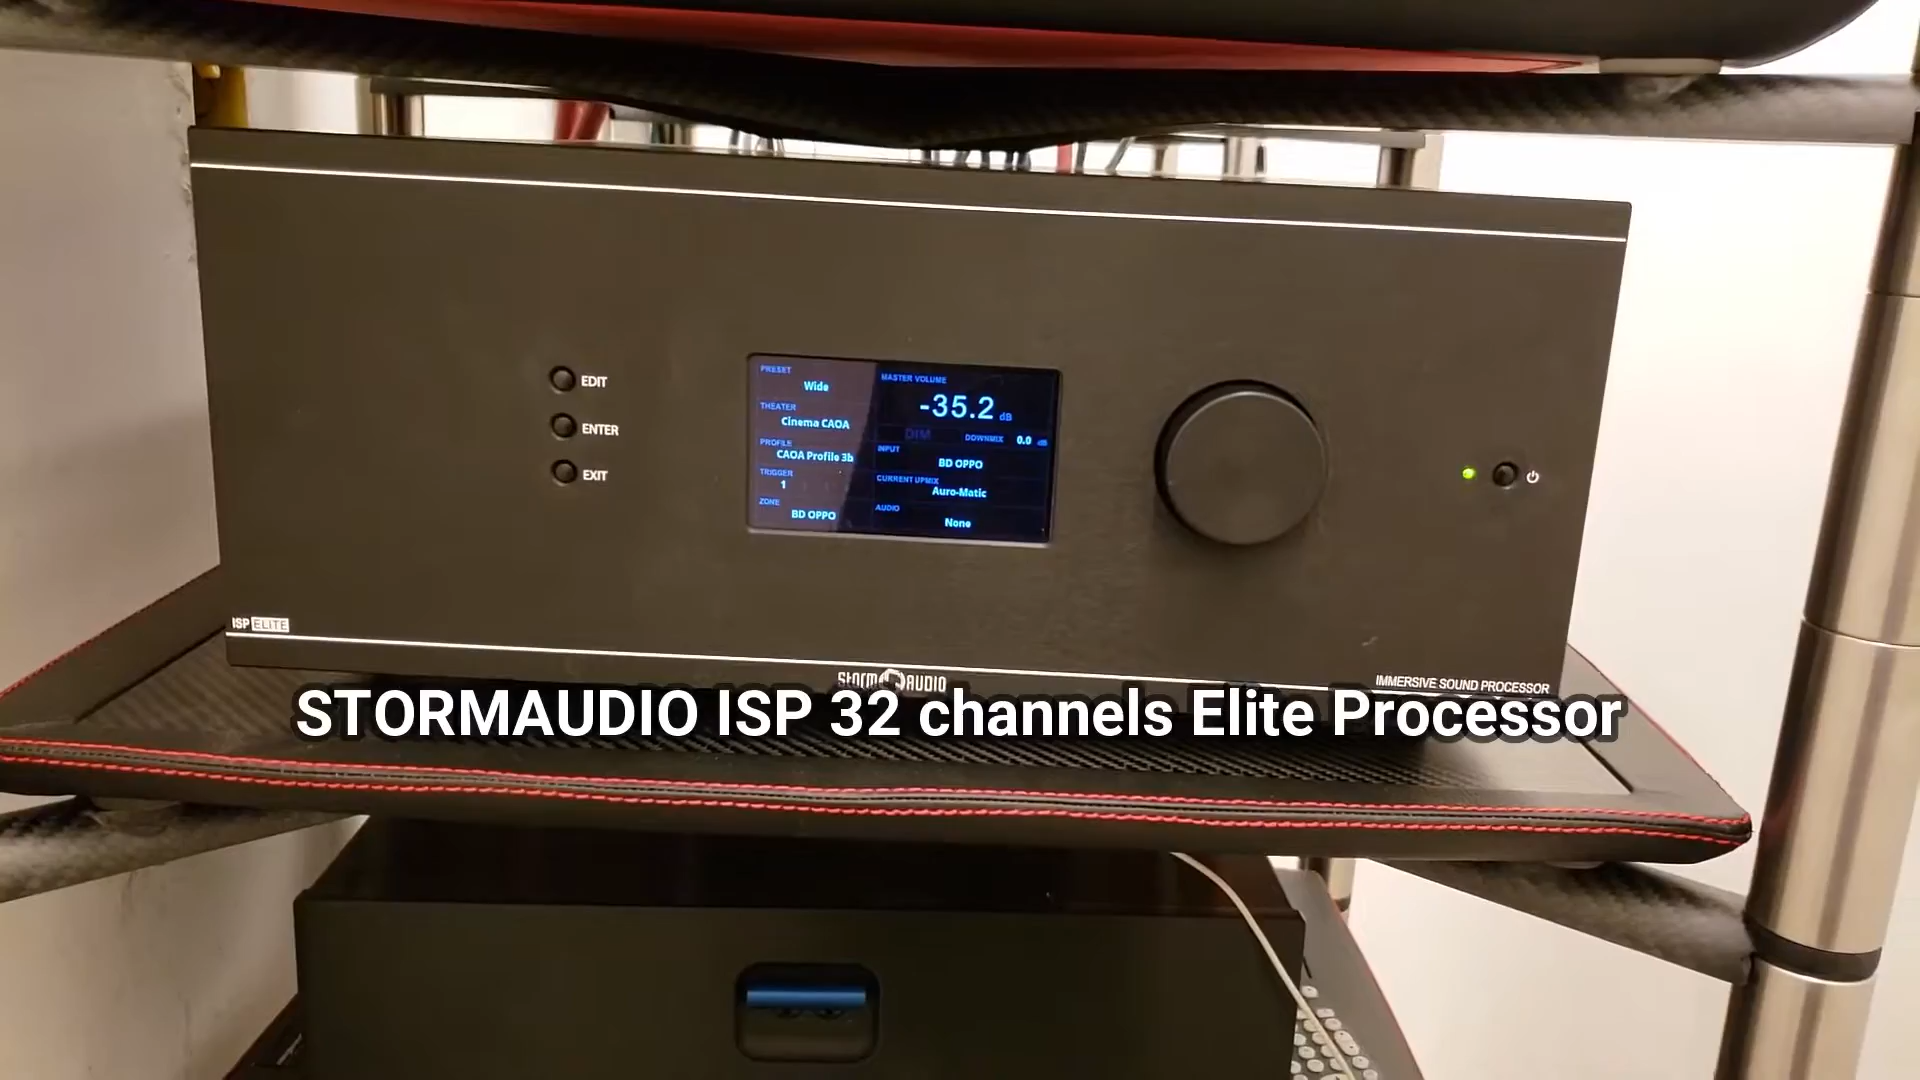 EDIT
ENTER
EXIT
PRESET
Wide
THEATER
Cinema CAOA
PROFILE
CAOA Profile 3b
TRIGGER
1
ZONE
BD OPPO
MASTER VOLUME
-35.2 dB
DIM
DOWNMIX 0.0 dB
INPUT
BD OPPO
CURRENT UPMIX
Auro-Matic
AUDIO
None
ISP ELITE
STORMAUDIO
IMMERSIVE SOUND PROCESSOR
STORMAUDIO ISP 32 channels Elite Processor